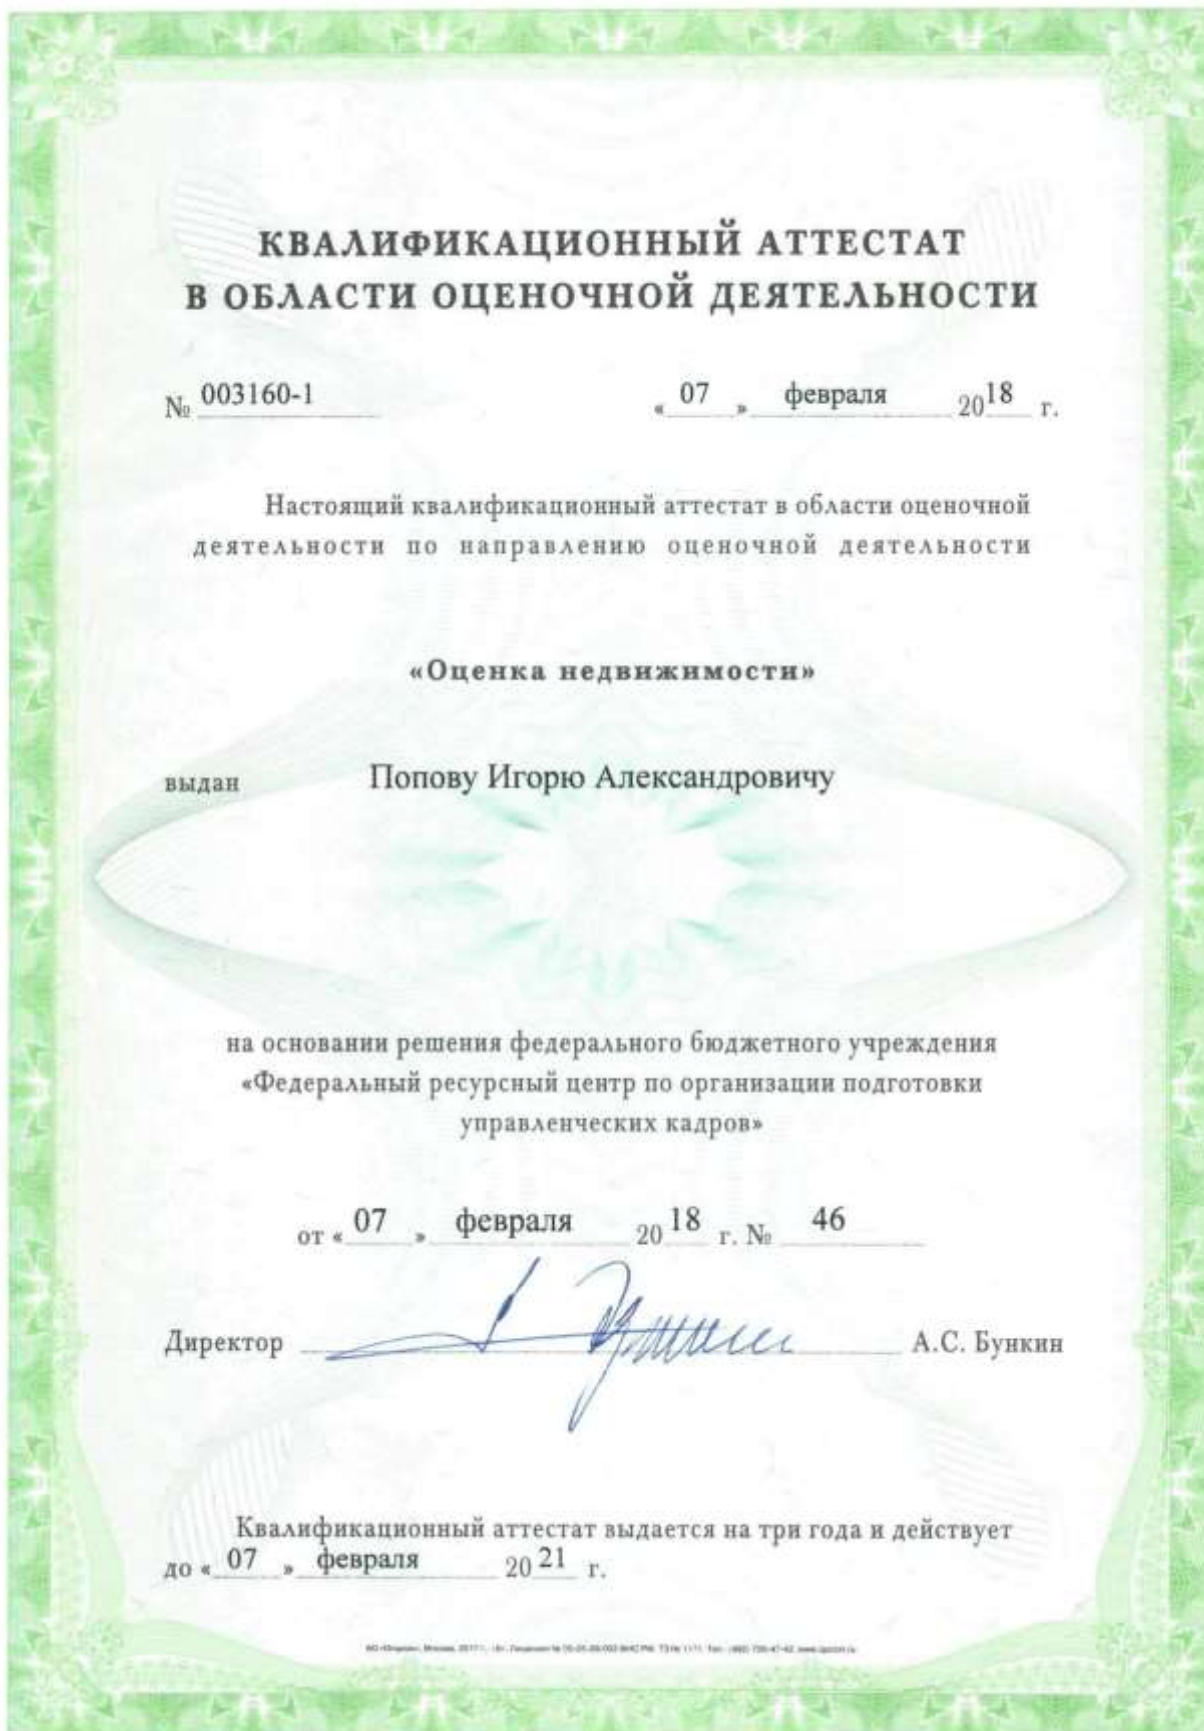 КВАЛИФИКАЦИОННЫЙ АТТЕСТАТ
В ОБЛАСТИ ОЦЕНОЧНОЙ ДЕЯТЕЛЬНОСТИ
№ 003160-1 « 07 » февраля 2018 г.
Настоящий квалификационный аттестат в области оценочной
деятельности по направлению оценочной деятельности
«Оценка недвижимости»
выдан Попову Игорю Александровичу
на основании решения федерального бюджетного учреждения
«Федеральный ресурсный центр по организации подготовки
управленческих кадров»
от « 07 » февраля 2018 г. № 46
Директор А.С. Бункин
Квалификационный аттестат выдается на три года и действует
до « 07 » февраля 2021 г.